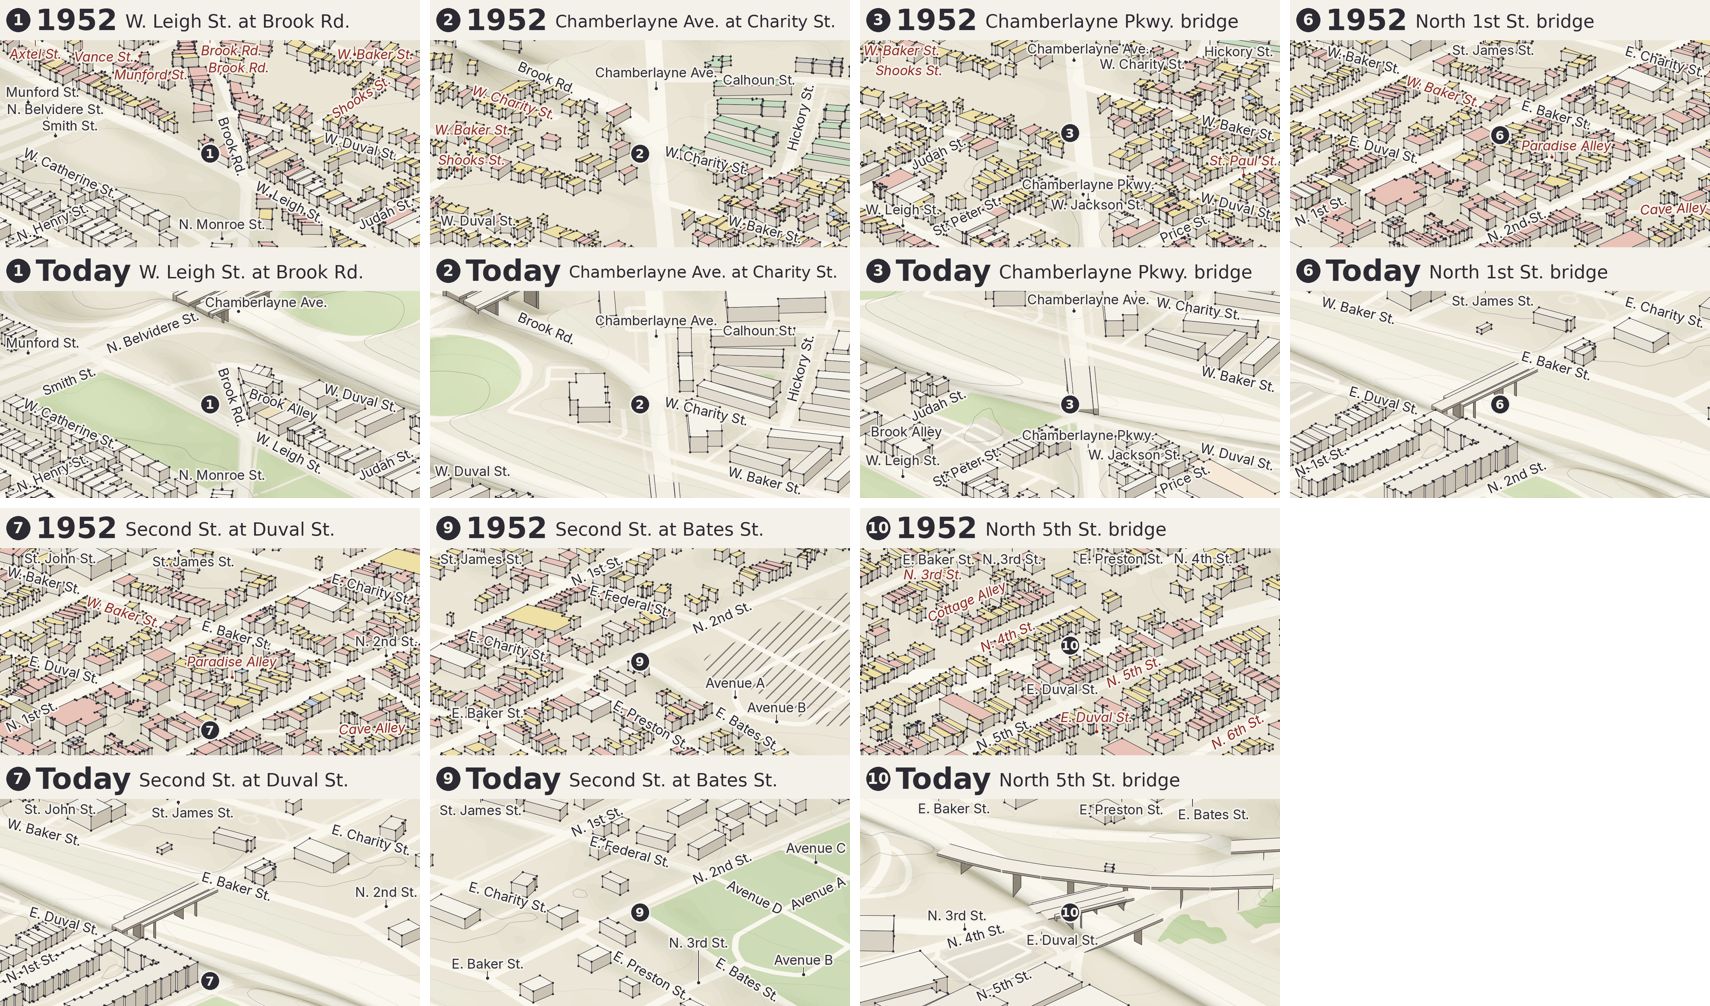 1 1952 W. Leigh St. at Brook Rd.
Axtel St.
Vance St.
Brook Rd.
W. Baker St.
Munford St.
Brook Rd.
Munford St.
Shooks St.
N. Belvidere St.
Smith St.
Brook Rd.
W. Duval St.
W. Catherine St.
W. Leigh St.
N. Henry St.
N. Monroe St.
Judah St.
2 1952 Chamberlayne Ave. at Charity St.
Brook Rd.
Chamberlayne Ave.
Calhoun St.
W. Charity St.
Hickory St.
W. Baker St.
Shooks St.
2
W. Charity St.
W. Duval St.
W. Baker St.
3 1952 Chamberlayne Pkwy. bridge
W. Baker St.
Chamberlayne Ave.
Hickory St.
Shooks St.
W. Charity St.
3
W. Baker St.
Judah St.
St. Paul St.
Chamberlayne Pkwy.
W. Leigh St.
St. Peter St.
W. Jackson St.
W. Duval St.
Price St.
6 1952 North 1st St. bridge
W. Baker St.
St. James St.
E. Charity St.
W. Baker St.
E. Baker St.
6
E. Duval St.
Paradise Alley
N. 1st St.
N. 2nd St.
Cave Alley
1 Today W. Leigh St. at Brook Rd.
Chamberlayne Ave.
N. Belvidere St.
Munford St.
Smith St.
1
Brook Rd.
Brook Alley
W. Duval St.
W. Catherine St.
W. Leigh St.
N. Henry St.
N. Monroe St.
Judah St.
2 Today Chamberlayne Ave. at Charity St.
Brook Rd.
Chamberlayne Ave.
Calhoun St.
Hickory St.
2
W. Charity St.
W. Duval St.
W. Baker St.
3 Today Chamberlayne Pkwy. bridge
Chamberlayne Ave.
W. Charity St.
W. Baker St.
3
Judah St.
Brook Alley
Chamberlayne Pkwy.
W. Leigh St.
St. Peter St.
W. Jackson St.
W. Duval St.
Price St.
6 Today North 1st St. bridge
W. Baker St.
St. James St.
E. Charity St.
E. Baker St.
E. Duval St.
6
N. 1st St.
N. 2nd St.
7 1952 Second St. at Duval St.
St. John St.
St. James St.
W. Baker St.
E. Charity St.
W. Baker St.
E. Baker St.
N. 2nd St.
E. Duval St.
Paradise Alley
N. 1st St.
7
Cave Alley
9 1952 Second St. at Bates St.
St. James St.
N. 1st St.
E. Federal St.
N. 2nd St.
E. Charity St.
9
Avenue A
E. Baker St.
Avenue B
E. Preston St.
E. Bates St.
10 1952 North 5th St. bridge
E. Baker St.
N. 3rd St.
E. Preston St.
N. 4th St.
N. 3rd St.
Cottage Alley
N. 4th St.
10
N. 5th St.
E. Duval St.
E. Duval St.
N. 5th St.
N. 6th St.
7 Today Second St. at Duval St.
St. John St.
St. James St.
W. Baker St.
E. Charity St.
E. Baker St.
N. 2nd St.
E. Duval St.
N. 1st St.
7
9 Today Second St. at Bates St.
St. James St.
N. 1st St.
E. Federal St.
Avenue C
N. 2nd St.
E. Charity St.
Avenue D
Avenue A
9
N. 3rd St.
E. Baker St.
Avenue B
E. Preston St.
E. Bates St.
10 Today North 5th St. bridge
E. Baker St.
E. Preston St.
E. Bates St.
N. 3rd St.
10
N. 4th St.
E. Duval St.
N. 5th St.